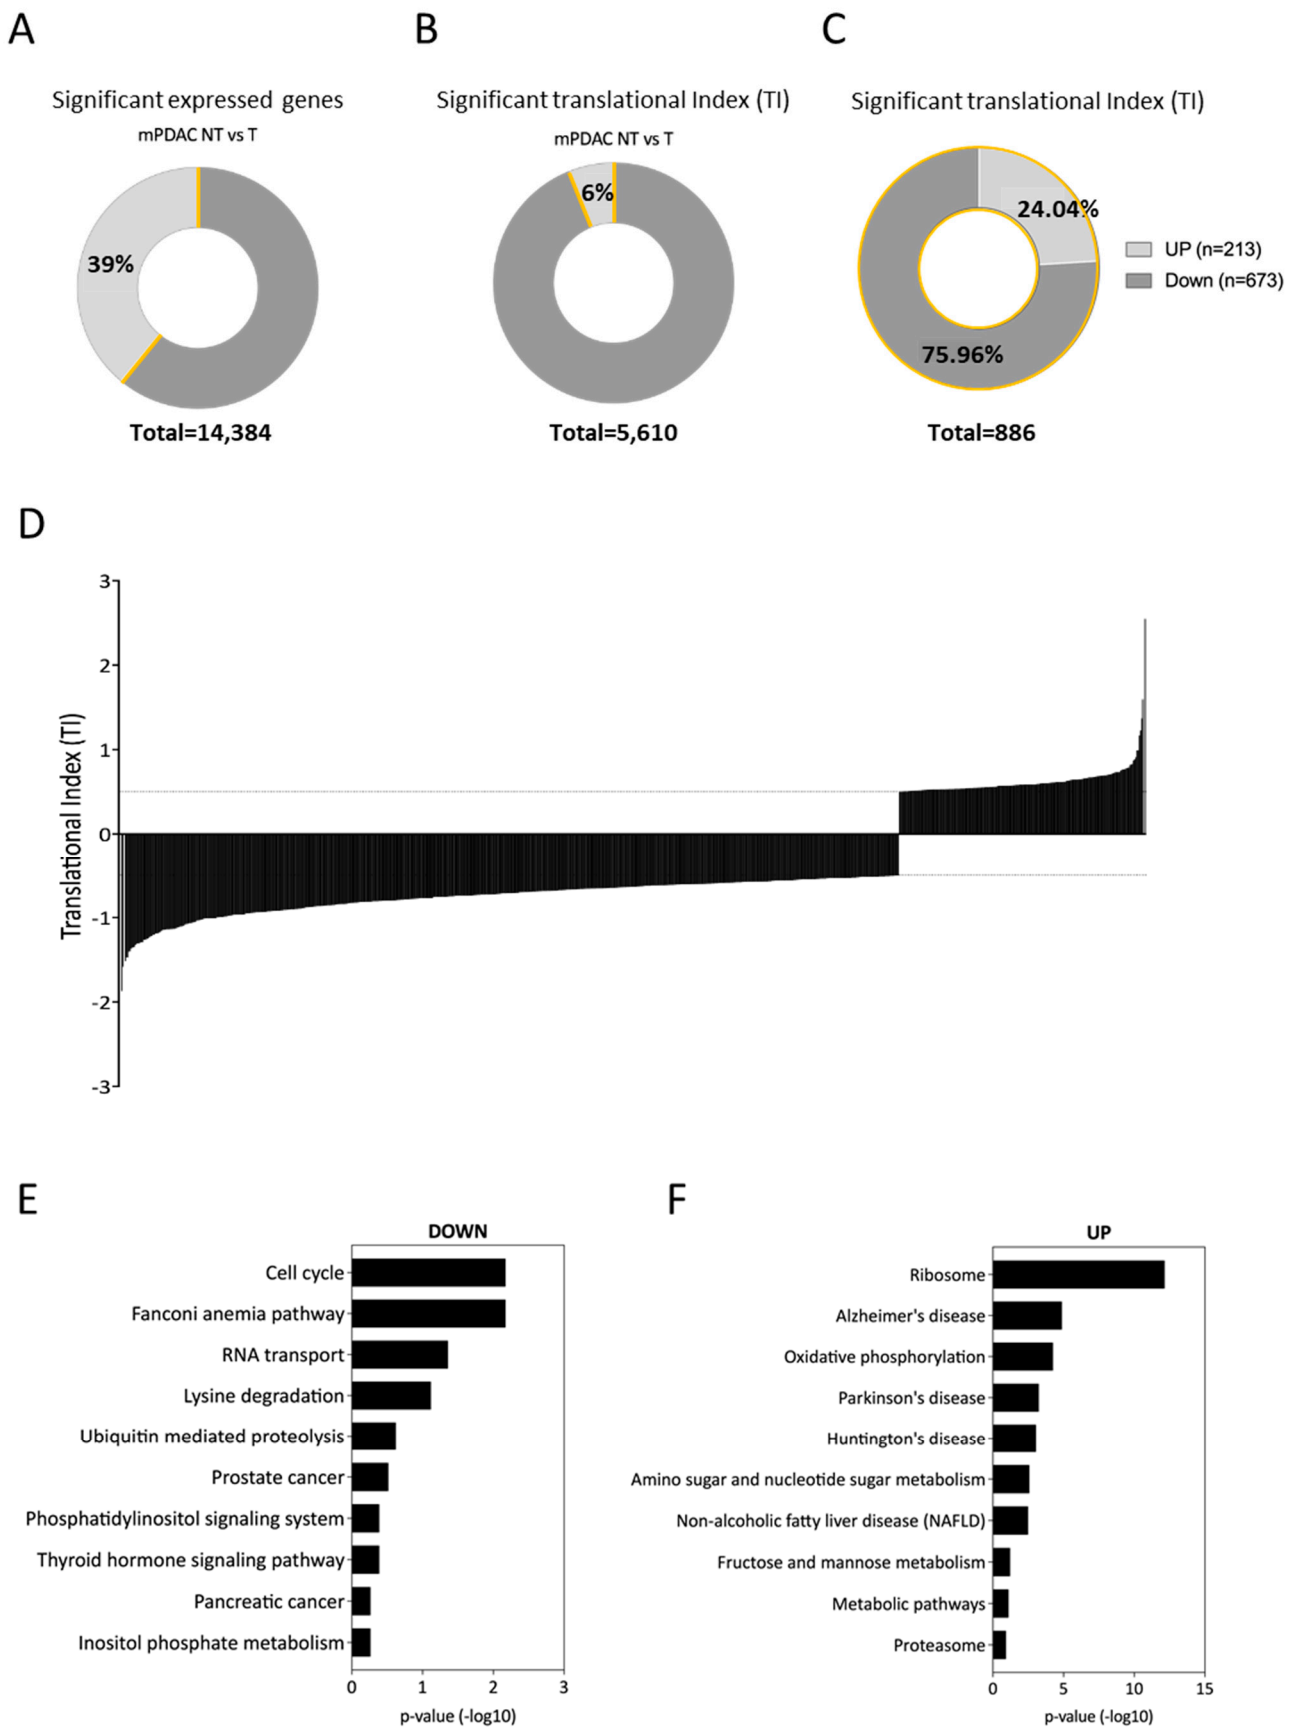 A
Significant expressed genes
mPDAC NT vs T
39%
Total=14,384
B
Significant translational Index (TI)
mPDAC NT vs T
6%
Total=5,610
C
Significant translational Index (TI)
24.04%
75.96%
UP (n=213)
Down (n=673)
Total=886
D
Translational Index (TI)
3
2
1
0
-1
-2
-3
E
DOWN
Cell cycle
Fanconi anemia pathway
RNA transport
Lysine degradation
Ubiquitin mediated proteolysis
Prostate cancer
Phosphatidylinositol signaling system
Thyroid hormone signaling pathway
Pancreatic cancer
Inositol phosphate metabolism
0 1 2 3
p-value (-log10)
F
UP
Ribosome
Alzheimer's disease
Oxidative phosphorylation
Parkinson's disease
Huntington's disease
Amino sugar and nucleotide sugar metabolism
Non-alcoholic fatty liver disease (NAFLD)
Fructose and mannose metabolism
Metabolic pathways
Proteasome
0 5 10 15
p-value (-log10)